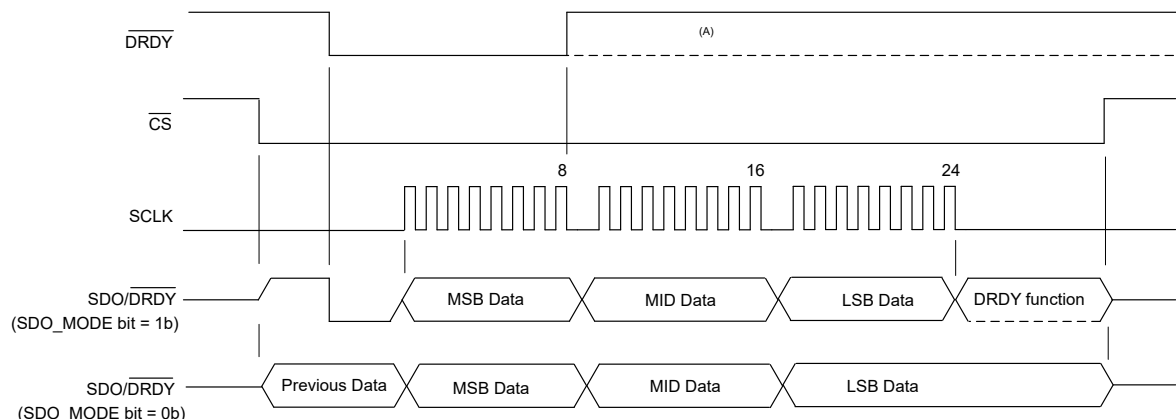 DRDY
(A)
CS
8 16 24
SCLK
SDO/DRDY
(SDO_MODE bit = 1b)
MSB Data MID Data LSB Data DRDY function
SDO/DRDY
(SDO_MODE bit = 0b)
Previous Data MSB Data MID Data LSB Data